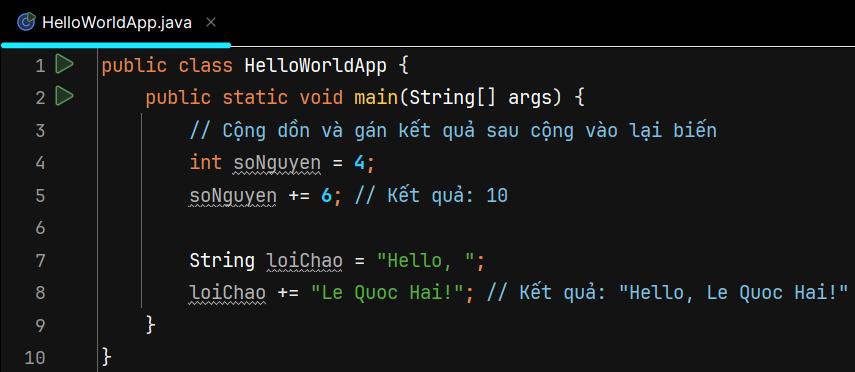 HelloWorldApp.java ×
1 public class HelloWorldApp {
2 public static void main(String[] args) {
3 // Cộng dồn và gán kết quả sau cộng vào lại biến
4 int soNguyen = 4;
5 soNguyen += 6; // Kết quả: 10
6
7 String loiChao = "Hello, ";
8 loiChao += "Le Quoc Hai!"; // Kết quả: "Hello, Le Quoc Hai!"
9 }
10 }